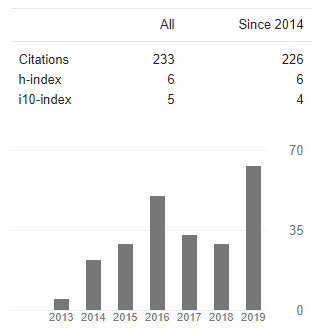 All Since 2014
Citations 233 226
h-index 6 6
i10-index 5 4
70
35
0
2013 2014 2015 2016 2017 2018 2019